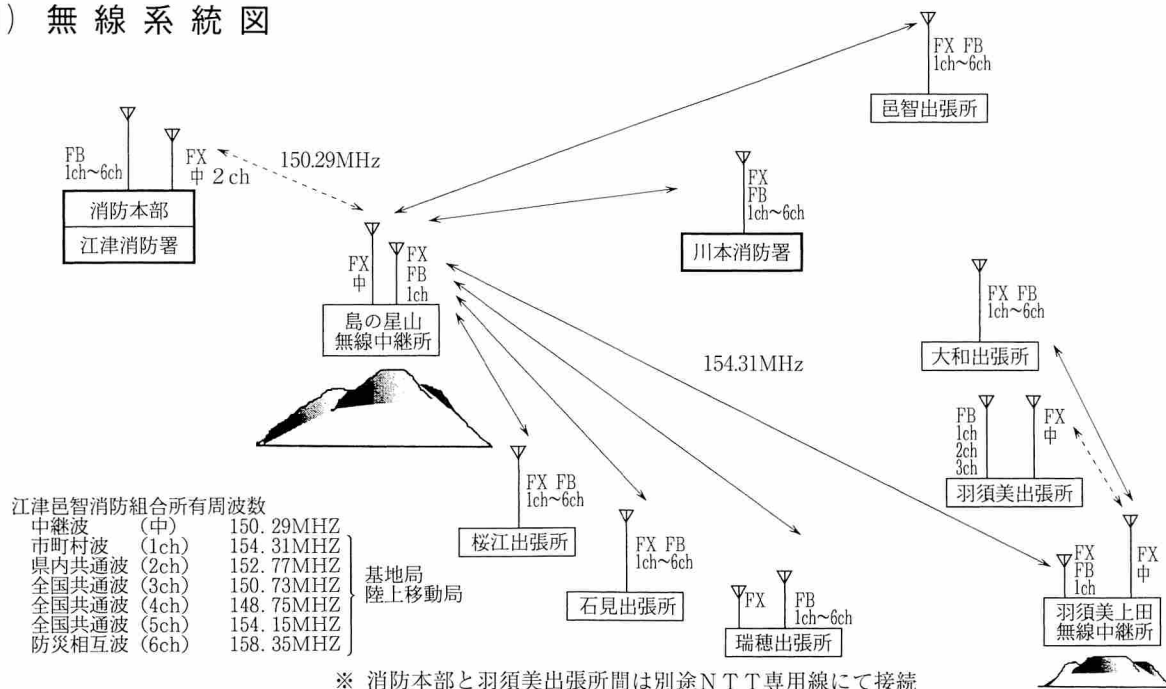 ) 無線系統図
FX FB
1ch~6ch
邑智出張所
FB
1ch~6ch
FX
中 2ch
150.29MHz
消防本部
江津消防署
FX
FB
1ch~6ch
川本消防署
FX
中
FX
FB
1ch
島の星山
無線中継所
FX FB
1ch~6ch
大和出張所
154.31MHz
FB
1ch
2ch
3ch
FX
中
羽須美出張所
FX FB
1ch~6ch
桜江出張所
FX FB
1ch~6ch
石見出張所
FX
FB
1ch~6ch
瑞穂出張所
FX
FB
1ch
FX
中
羽須美上田
無線中継所
江津邑智消防組合所有周波数
中継波 (中) 150.29MHZ
市町村波 (1ch) 154.31MHZ
県内共通波 (2ch) 152.77MHZ
全国共通波 (3ch) 150.73MHZ
全国共通波 (4ch) 148.75MHZ
全国共通波 (5ch) 154.15MHZ
防災相互波 (6ch) 158.35MHZ
基地局
陸上移動局
※ 消防本部と羽須美出張所間は別途NTT専用線にて接続